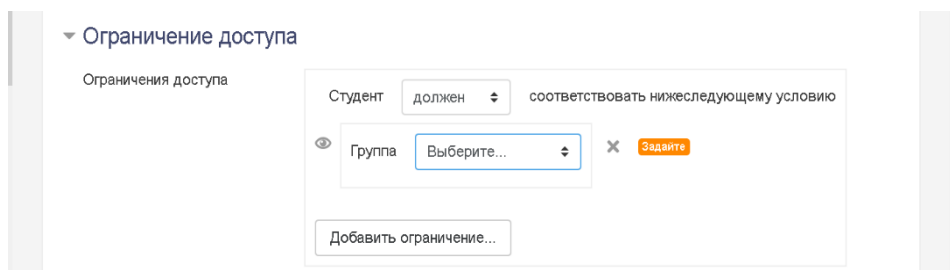 Ограничение доступа
Ограничения доступа
Студент должен соответствовать нижеследующему условию
Группа Выберите... Задайте
Добавить ограничение...